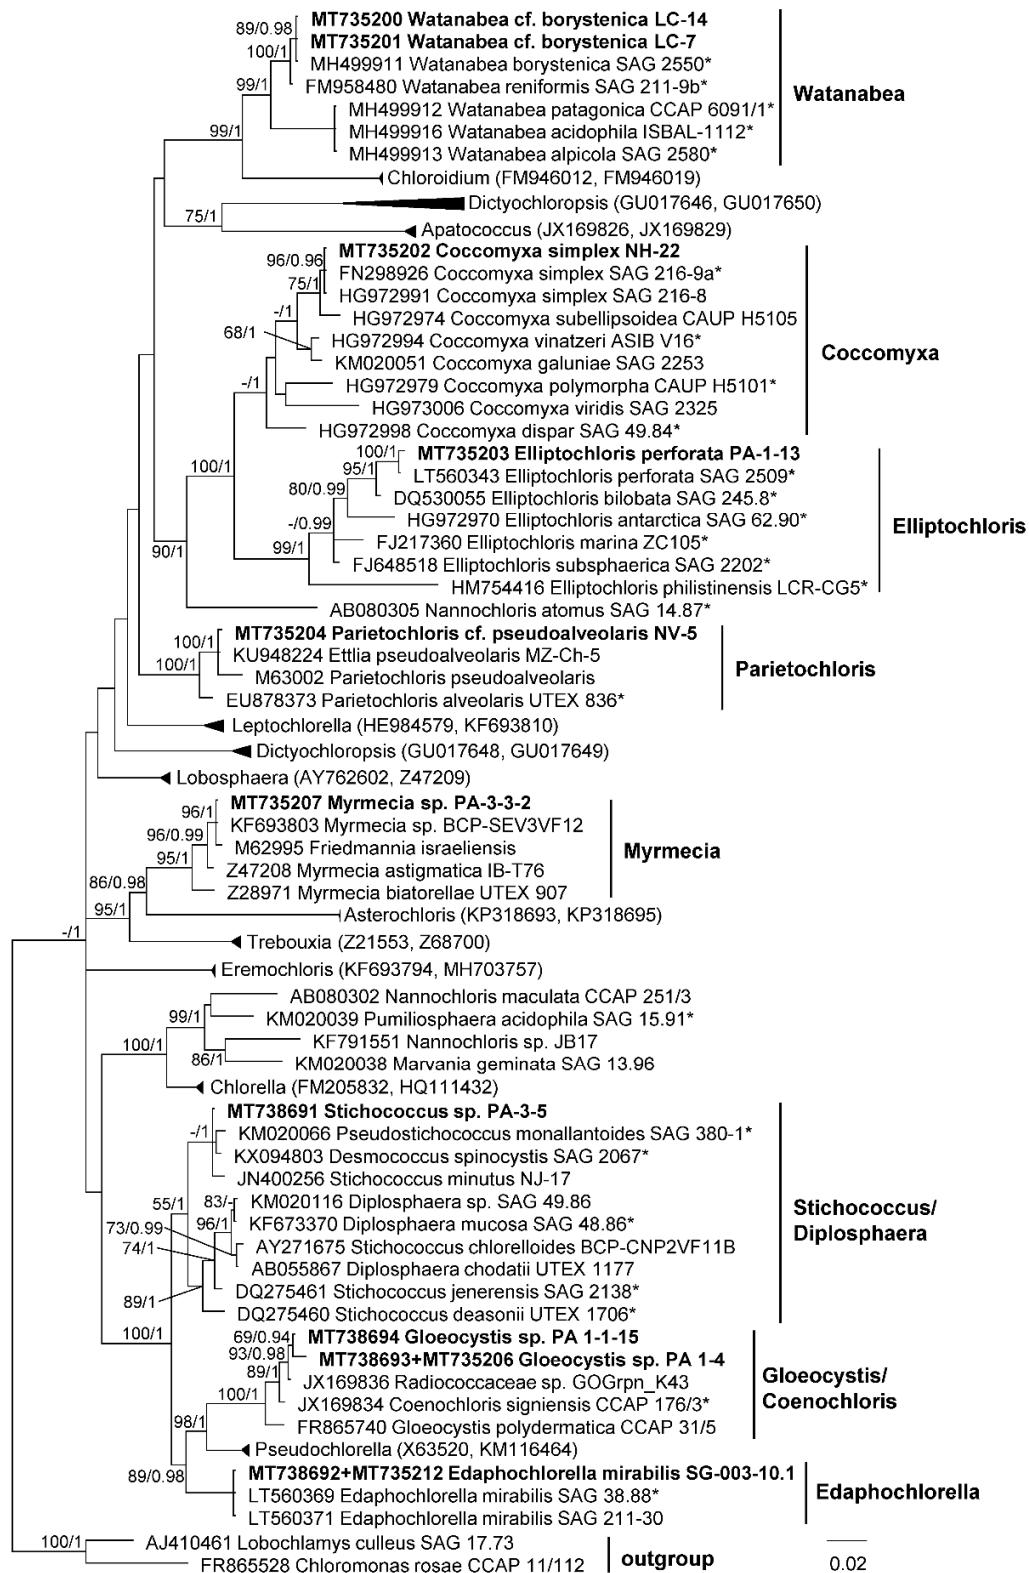 89/0.98
MT735200 Watanabea cf. borystenica LC-14
MT735201 Watanabea cf. borystenica LC-7
100/1
MH499911 Watanabea borystenica SAG 2550*
99/1
FM958480 Watanabea reniformis SAG 211-9b*
Watanabea
MH499912 Watanabea patagonica CCAP 6091/1*
99/1
MH499916 Watanabea acidophila ISBAL-1112*
MH499913 Watanabea alpicola SAG 2580*
Chloroidium (FM946012, FM946019)
Dictyochloropsis (GU017646, GU017650)
75/1
Apatococcus (JX169826, JX169829)
MT735202 Coccomyxa simplex NH-22
96/0.96
FN298926 Coccomyxa simplex SAG 216-9a*
75/1
HG972991 Coccomyxa simplex SAG 216-8
-/1
HG972974 Coccomyxa subellipsoidea CAUP H5105
68/1
HG972994 Coccomyxa vinatzeri ASIB V16*
Coccomyxa
KM020051 Coccomyxa galuniae SAG 2253
-/1
HG972979 Coccomyxa polymorpha CAUP H5101*
HG973006 Coccomyxa viridis SAG 2325
HG972998 Coccomyxa dispar SAG 49.84*
100/1
MT735203 Elliptochloris perforata PA-1-13
100/1
95/1
LT560343 Elliptochloris perforata SAG 2509*
80/0.99
DQ530055 Elliptochloris bilobata SAG 245.8*
HG972970 Elliptochloris antarctica SAG 62.90*
Elliptochloris
-/0.99
FJ217360 Elliptochloris marina ZC105*
99/1
90/1
FJ648518 Elliptochloris subsphaerica SAG 2202*
HM754416 Elliptochloris philistinensis LCR-CG5*
AB080305 Nannochloris atomus SAG 14.87*
MT735204 Parietochloris cf. pseudoalveolaris NV-5
100/1
KU948224 Ettlia pseudoalveolaris MZ-Ch-5
100/1
Parietochloris
M63002 Parietochloris pseudoalveolaris
EU878373 Parietochloris alveolaris UTEX 836*
Leptochlorella (HE984579, KF693810)
Dictyochloropsis (GU017648, GU017649)
Lobosphaera (AY762602, Z47209)
MT735207 Myrmecia sp. PA-3-3-2
96/1
KF693803 Myrmecia sp. BCP-SEV3VF12
96/0.99
M62995 Friedmannia israeliensis
Myrmecia
95/1
Z47208 Myrmecia astigmatica IB-T76
86/0.98
Z28971 Myrmecia biatorellae UTEX 907
95/1
Asterochloris (KP318693, KP318695)
-/1
Trebouxia (Z21553, Z68700)
Eremochloris (KF693794, MH703757)
AB080302 Nannochloris maculata CCAP 251/3
99/1
KM020039 Pumiliosphaera acidophila SAG 15.91*
100/1
KF791551 Nannochloris sp. JB17
86/1
KM020038 Marvania geminata SAG 13.96
Chlorella (FM205832, HQ111432)
MT738691 Stichococcus sp. PA-3-5
-/1
KM020066 Pseudostichococcus monallantoides SAG 380-1*
KX094803 Desmococcus spinocystis SAG 2067*
JN400256 Stichococcus minutus NJ-17
55/1
83/-
KM020116 Diplosphaera sp. SAG 49.86
Stichococcus/
Diplosphaera
73/0.99
96/1
KF673370 Diplosphaera mucosa SAG 48.86*
74/1
AY271675 Stichococcus chlorelloides BCP-CNP2VF11B
AB055867 Diplosphaera chodatii UTEX 1177
DQ275461 Stichococcus jenerensis SAG 2138*
89/1
DQ275460 Stichococcus deasonii UTEX 1706*
100/1
69/0.94
MT738694 Gloeocystis sp. PA 1-1-15
93/0.98
MT738693+MT735206 Gloeocystis sp. PA 1-4
89/1
JX169836 Radiococcaceae sp. GOGrpn_K43
Gloeocystis/
Coenochloris
100/1
JX169834 Coenochloris signiensis CCAP 176/3*
98/1
FR865740 Gloeocystis polydermatica CCAP 31/5
Pseudochlorella (X63520, KM116464)
89/0.98
MT738692+MT735212 Edaphochlorella mirabilis SG-003-10.1
LT560369 Edaphochlorella mirabilis SAG 38.88*
Edaphochlorella
LT560371 Edaphochlorella mirabilis SAG 211-30
100/1
AJ410461 Lobochlamys culleus SAG 17.73
outgroup
FR865528 Chloromonas rosae CCAP 11/112
0.02